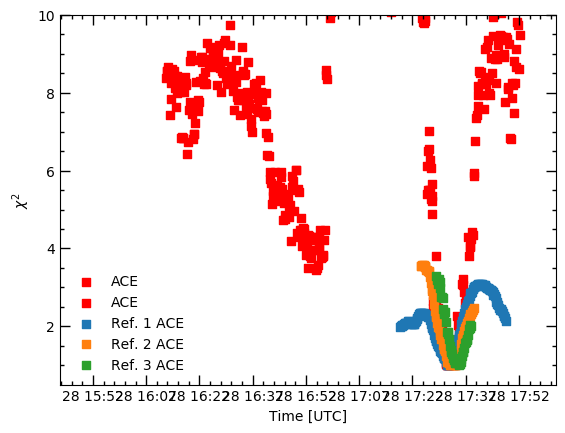 10
8
6
4
2
χ²
ACE
ACE
Ref. 1 ACE
Ref. 2 ACE
Ref. 3 ACE
28 15:52 28 16:07 28 16:22 28 16:37 28 16:52 28 17:07 28 17:22 28 17:37 28 17:52
Time [UTC]